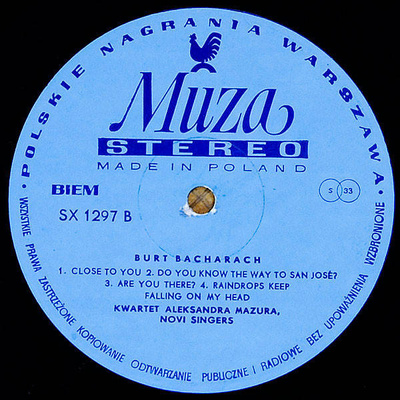 • POLSKIE NAGRANIA WARSZAWA •
Muza
STEREO
MADE IN POLAND
BIEM
S 33
SX 1297 B
BURT BACHARACH
1. CLOSE TO YOU 2. DO YOU KNOW THE WAY TO SAN JOSÈ?
3. ARE YOU THERE? 4. RAINDROPS KEEP
FALLING ON MY HEAD
KWARTET ALEKSANDRA MAZURA,
NOVI SINGERS
WSZYSTKIE PRAWA ZASTRZEŻONE KOPIOWANIE ODTWARZANIE PUBLICZNE I RADIOWE BEZ UPOWAŻNIENIA WZBRONIONE